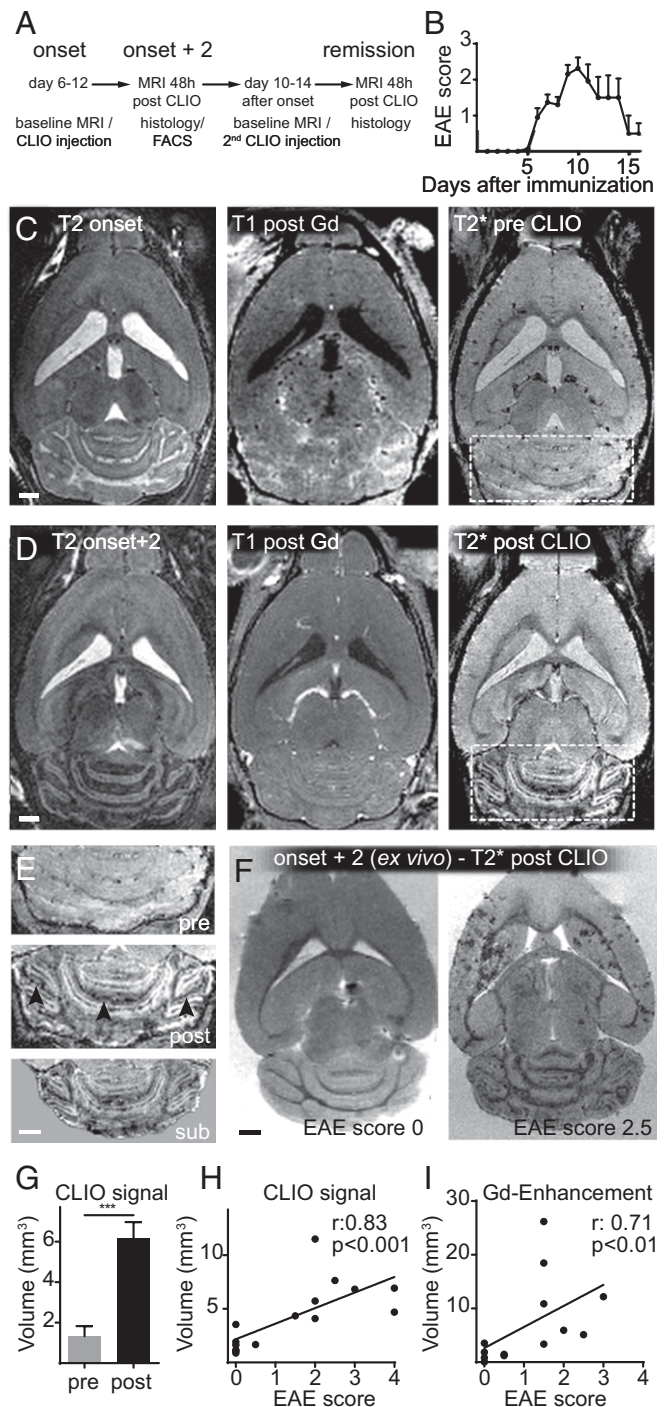 A
onset onset + 2 remission
day 6-12 MRI 48h day 10-14 MRI 48h
post CLIO after onset post CLIO
baseline MRI / histology/ baseline MRI / histology
CLIO injection FACS 2nd CLIO injection
B
EAE score
3
2
1
0
0 5 10 15
Days after immunization
C T2 onset T1 post Gd T2* pre CLIO
D T2 onset+2 T1 post Gd T2* post CLIO
E
pre
post
sub
F onset + 2 (ex vivo) - T2* post CLIO
EAE score 0 EAE score 2.5
G
CLIO signal
***
Volume (mm3)
6
4
2
0
pre post
H
CLIO signal
r:0.83
p<0.001
Volume (mm3)
10
5
0 1 2 3 4
EAE score
I
Gd-Enhancement
r: 0.71
p<0.01
Volume (mm3)
30
20
10
0
0 1 2 3 4
EAE score